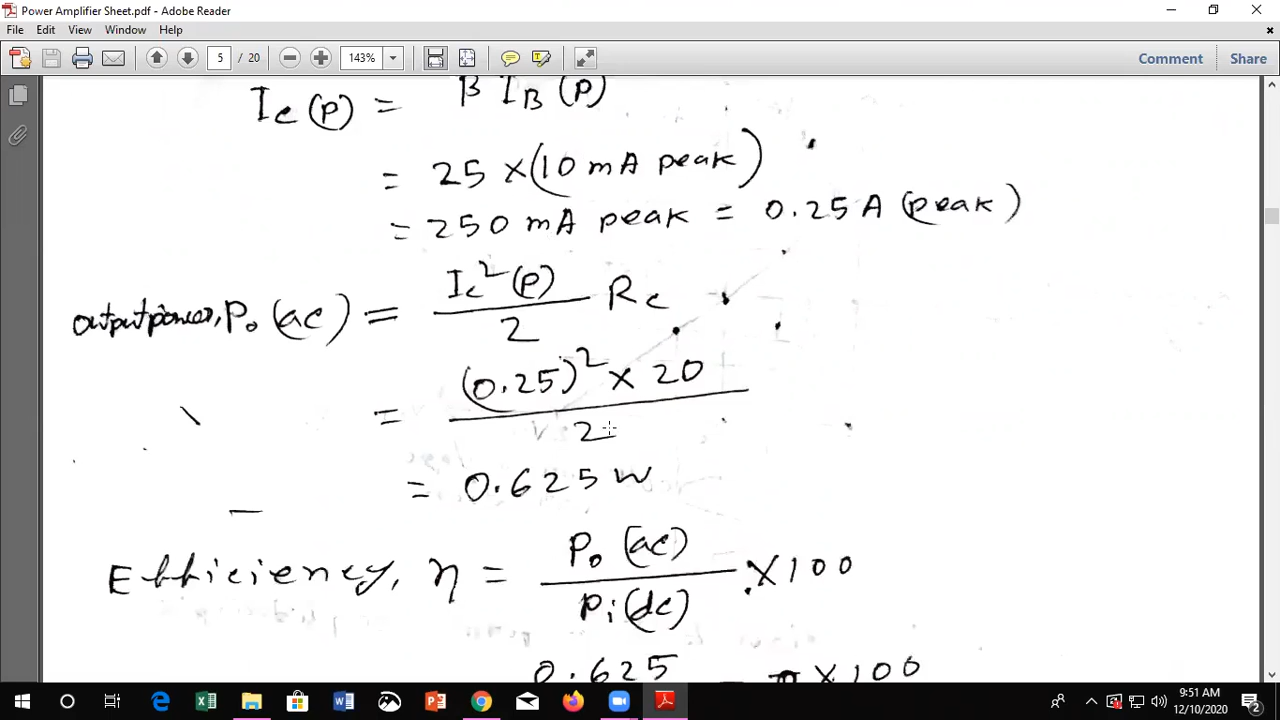 Power Amplifier Sheet.pdf - Adobe Reader
File Edit View Window Help
5 / 20 143% Comment Share
Ic(p) = β IB (p)
= 25 × (10 mA peak)
= 250 mA peak = 0.25 A (peak)
output power, Po (ac) = Ic²(p) / 2 Rc
= (0.25)² × 20 / 2
= 0.625 W
Efficiency, η = Po (ac) / Pi (dc) × 100
0.625 × 100
9:51 AM
12/10/2020
2